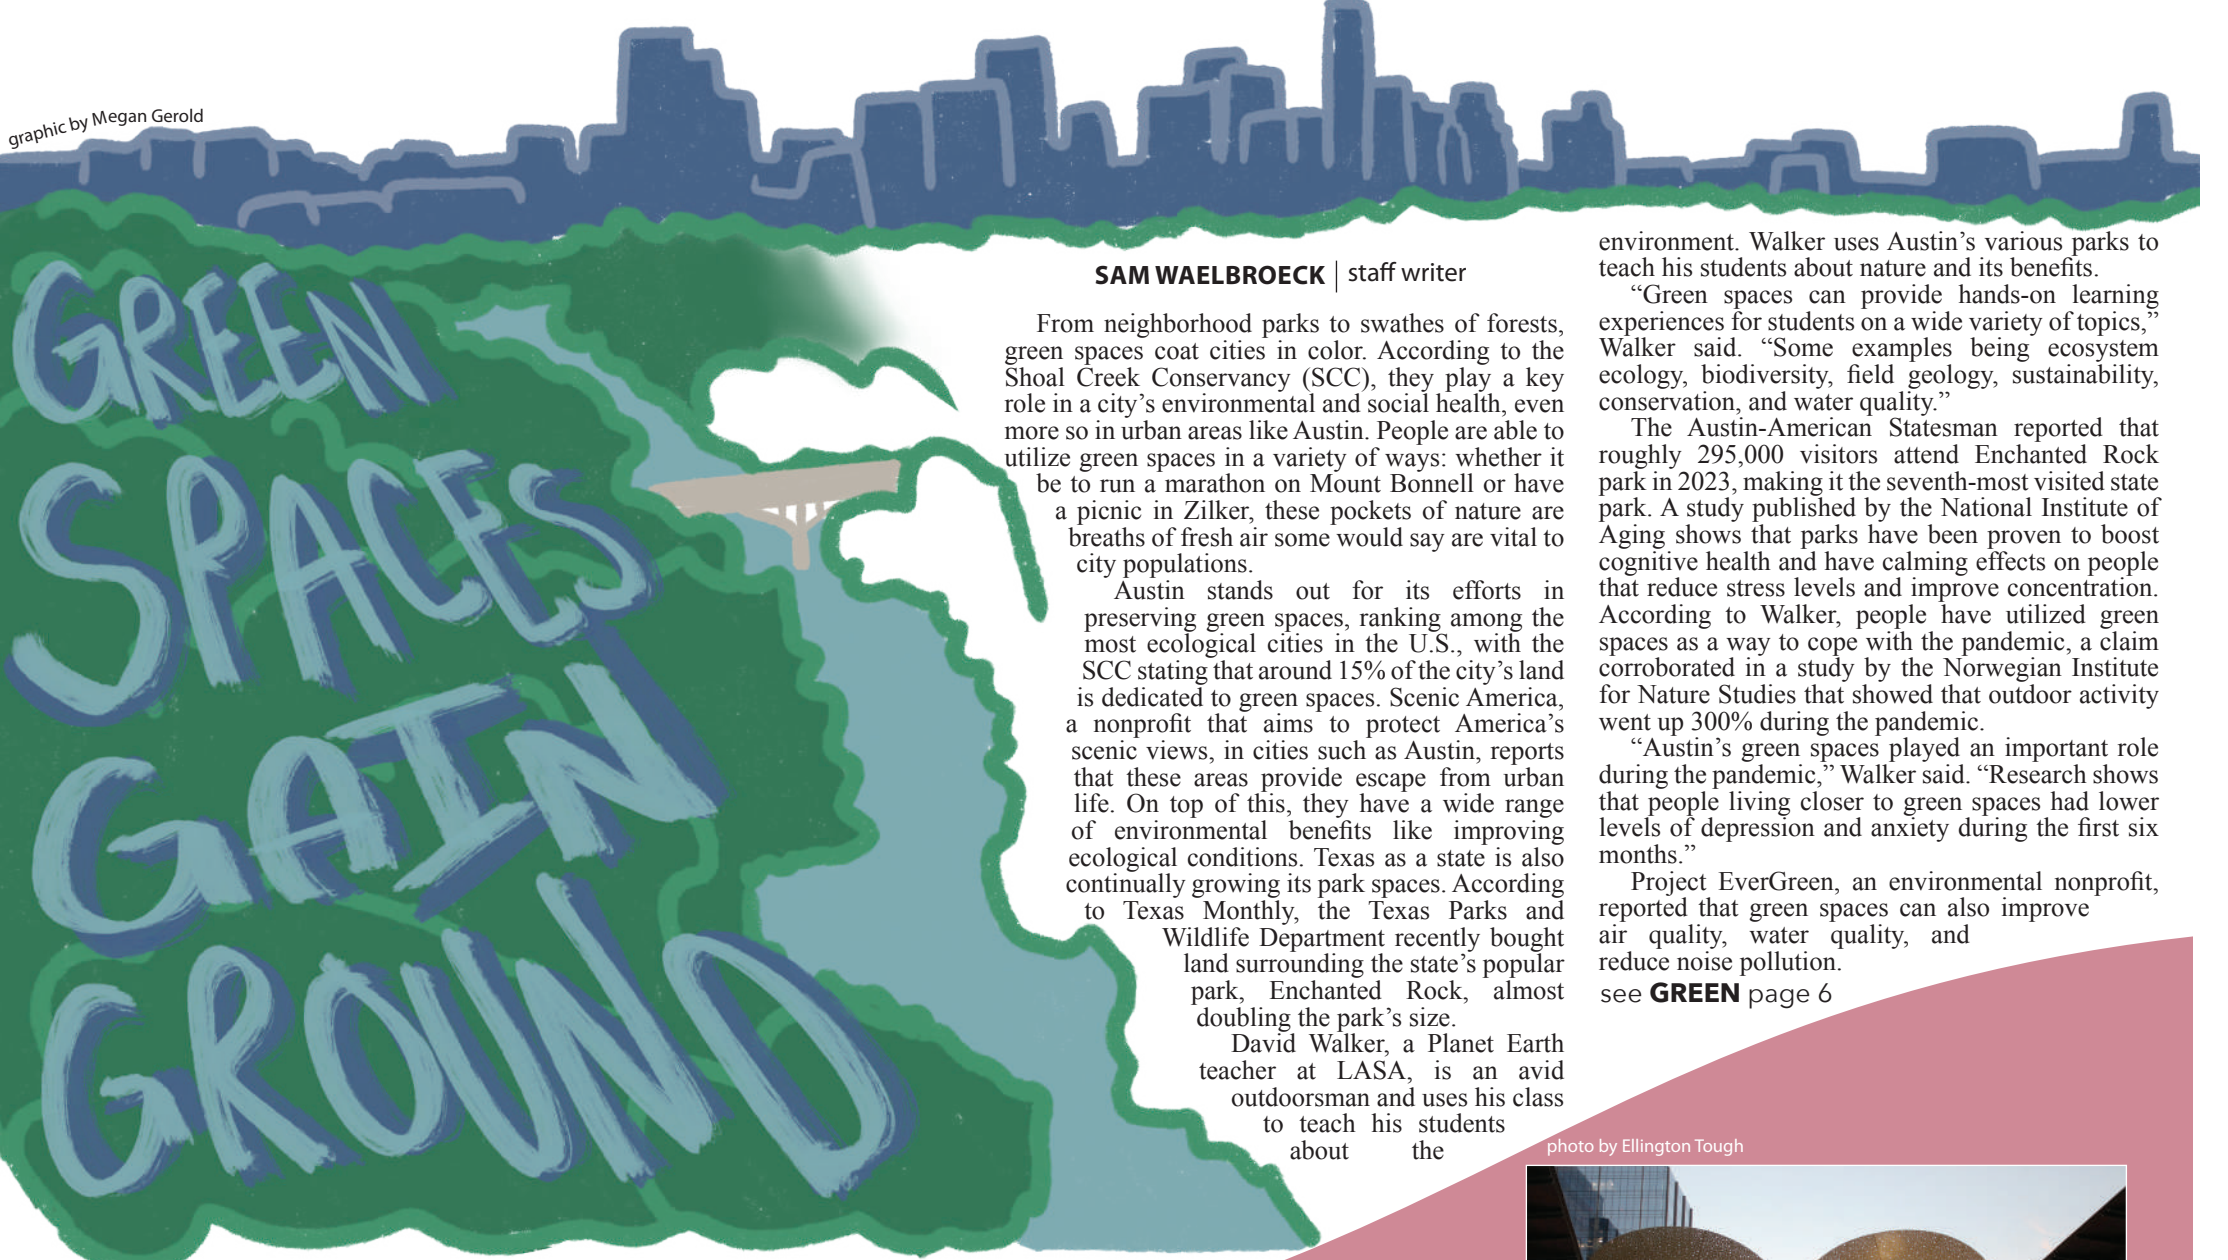 graphic by Megan Gerold
GREEN
SPACES
GAIN
GROUND
SAM WAELBROECK | staff writer
From neighborhood parks to swathes of forests,
green spaces coat cities in color. According to the
Shoal Creek Conservancy (SCC), they play a key
role in a city’s environmental and social health, even
more so in urban areas like Austin. People are able to
utilize green spaces in a variety of ways: whether it
be to run a marathon on Mount Bonnell or have
a picnic in Zilker, these pockets of nature are
breaths of fresh air some would say are vital to
city populations.
Austin stands out for its efforts in
preserving green spaces, ranking among the
most ecological cities in the U.S., with the
SCC stating that around 15% of the city’s land
is dedicated to green spaces. Scenic America,
a nonprofit that aims to protect America’s
scenic views, in cities such as Austin, reports
that these areas provide escape from urban
life. On top of this, they have a wide range
of environmental benefits like improving
ecological conditions. Texas as a state is also
continually growing its park spaces. According
to Texas Monthly, the Texas Parks and
Wildlife Department recently bought
land surrounding the state’s popular
park, Enchanted Rock, almost
doubling the park’s size.
David Walker, a Planet Earth
teacher at LASA, is an avid
outdoorsman and uses his class
to teach his students
about the
environment. Walker uses Austin’s various parks to
teach his students about nature and its benefits.
“Green spaces can provide hands-on learning
experiences for students on a wide variety of topics,”
Walker said. “Some examples being ecosystem
ecology, biodiversity, field geology, sustainability,
conservation, and water quality.”
The Austin-American Statesman reported that
roughly 295,000 visitors attend Enchanted Rock
park in 2023, making it the seventh-most visited state
park. A study published by the National Institute of
Aging shows that parks have been proven to boost
cognitive health and have calming effects on people
that reduce stress levels and improve concentration.
According to Walker, people have utilized green
spaces as a way to cope with the pandemic, a claim
corroborated in a study by the Norwegian Institute
for Nature Studies that showed that outdoor activity
went up 300% during the pandemic.
“Austin’s green spaces played an important role
during the pandemic,” Walker said. “Research shows
that people living closer to green spaces had lower
levels of depression and anxiety during the first six
months.”
Project EverGreen, an environmental nonprofit,
reported that green spaces can also improve
air quality, water quality, and
reduce noise pollution.
see GREEN page 6
photo by Ellington Tough